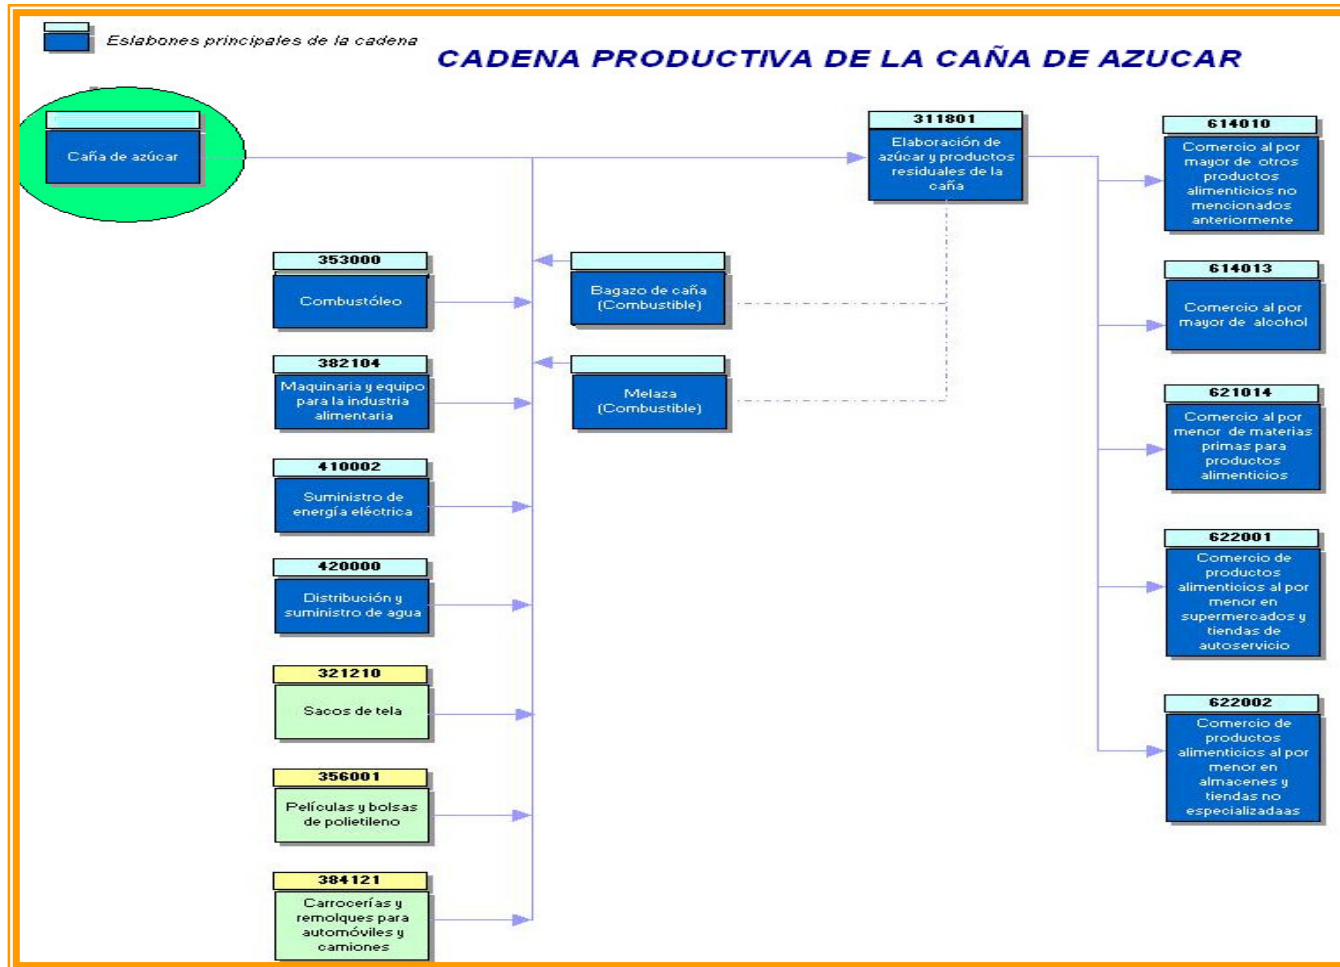 Eslabones principales de la cadena
CADENA PRODUCTIVA DE LA CAÑA DE AZUCAR
Caña de azúcar
311801
Elaboración de
azúcar y productos
residuales de la
caña
614010
Comercio al por
mayor de otros
productos
alimenticios no
mencionados
anteriormente
353000
Combustóleo
Bagazo de caña
(Combustible)
614013
Comercio al por
mayor de alcohol
382104
Maquinaria y equipo
para la industria
alimentaria
Melaza
(Combustible)
621014
Comercio al por
menor de materias
primas para
productos
alimenticios
410002
Suministro de
energía eléctrica
420000
Distribución y
suministro de agua
622001
Comercio de
productos
alimenticios al por
menor en
supermercados y
tiendas de
autoservicio
321210
Sacos de tela
622002
Comercio de
productos
alimenticios al por
menor en
almacenes y
tiendas no
especializadaas
356001
Películas y bolsas
de polietileno
384121
Carrocerías y
remolques para
automóviles y
camiones